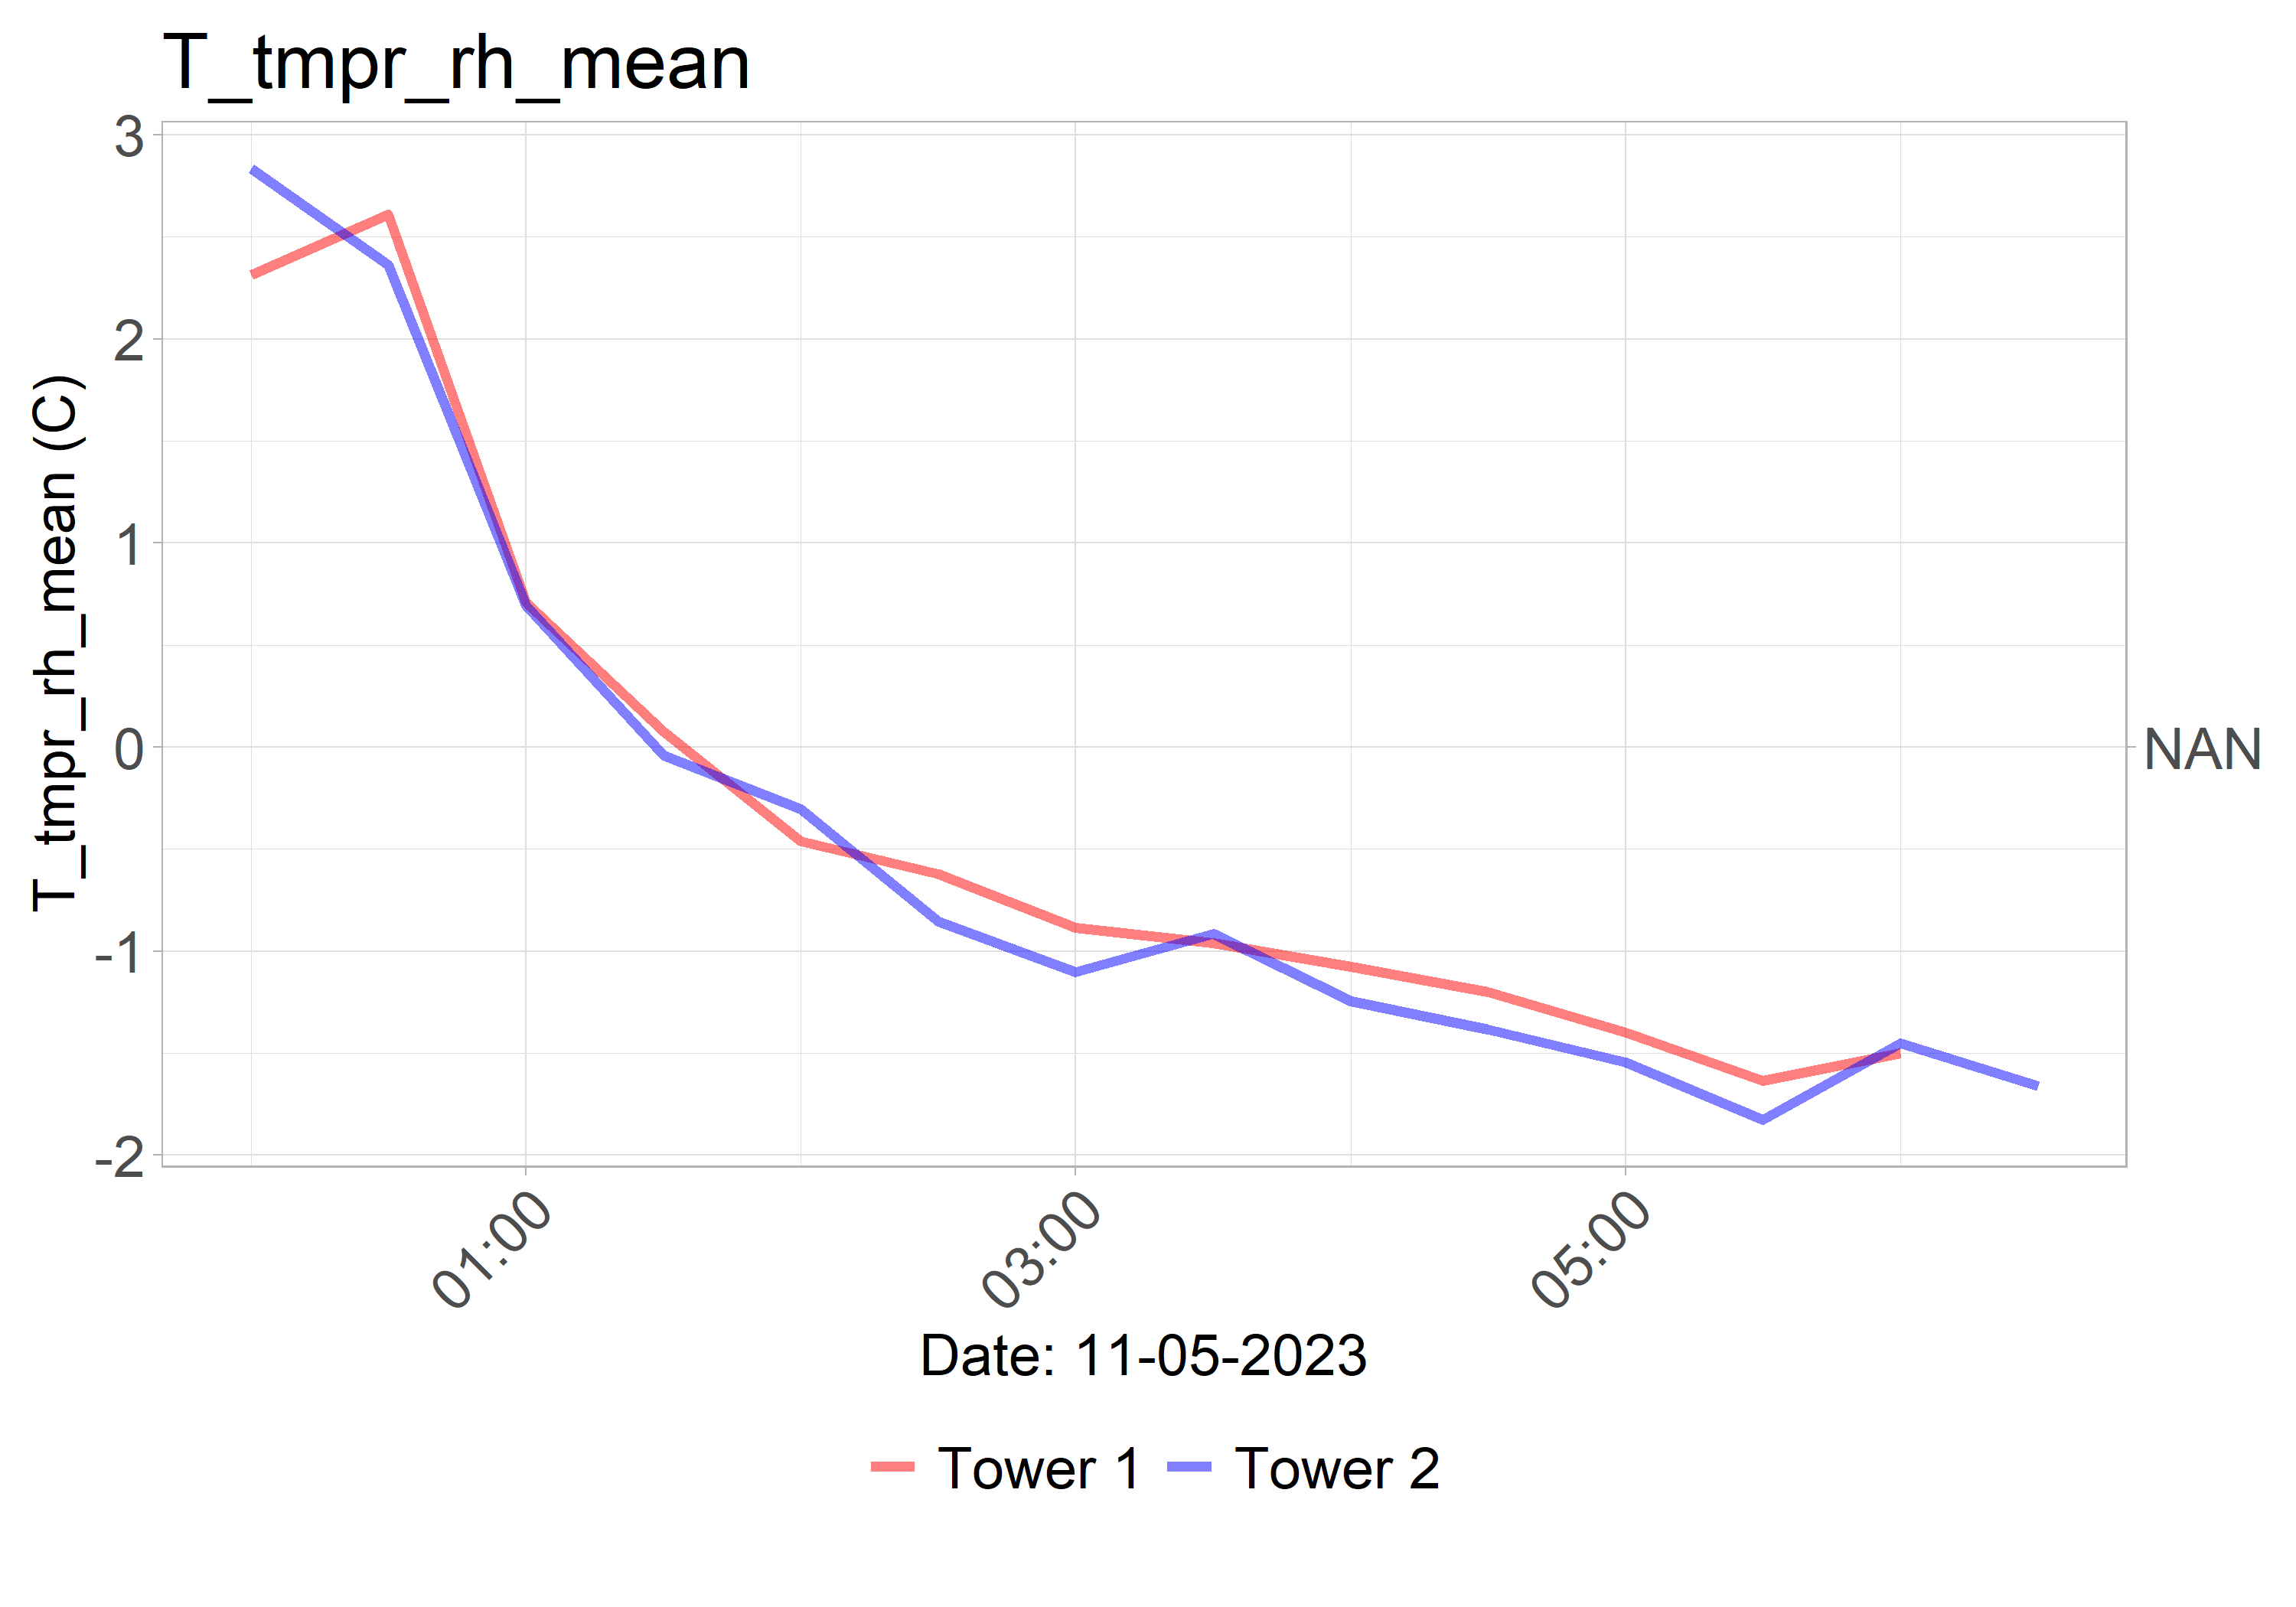 T_tmpr_rh_mean
T_tmpr_rh_mean (C)
3
2
1
0
-1
-2
NAN
01:00
03:00
05:00
Date: 11-05-2023
Tower 1
Tower 2